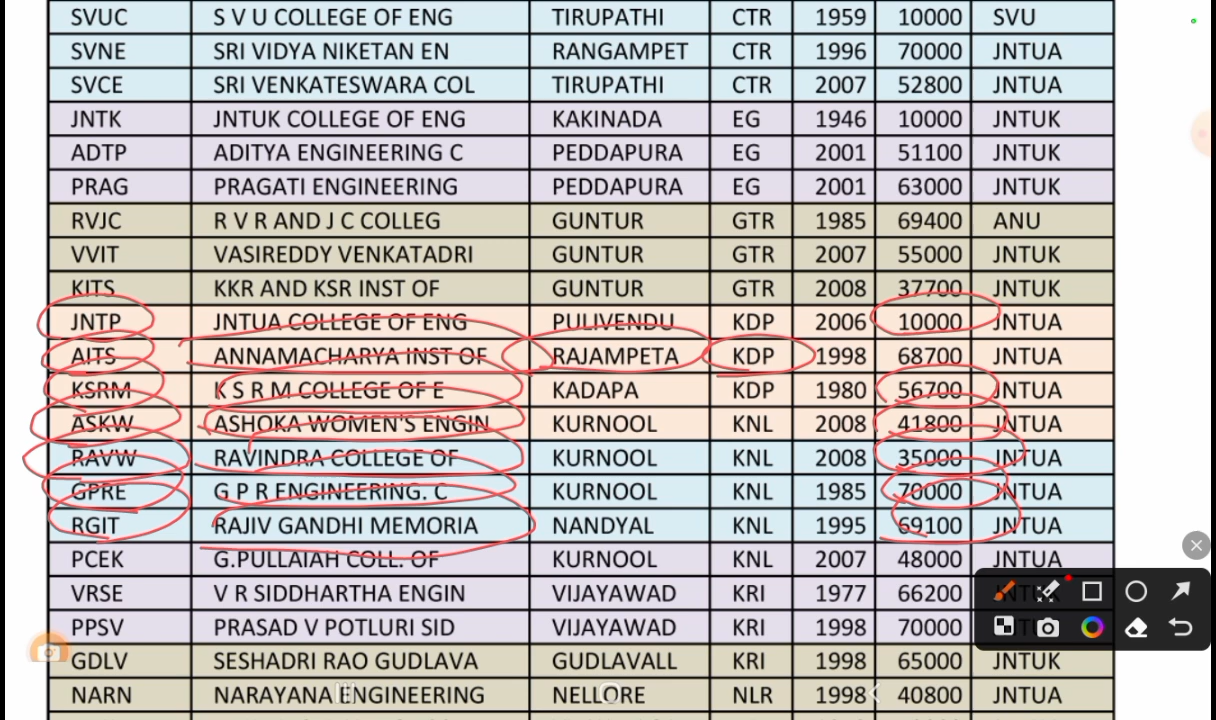 SVUC S V U COLLEGE OF ENG TIRUPATHI CTR 1959 10000 SVU
SVNE SRI VIDYA NIKETAN EN RANGAMPET CTR 1996 70000 JNTUA
SVCE SRI VENKATESWARA COL TIRUPATHI CTR 2007 52800 JNTUA
JNTK JNTUK COLLEGE OF ENG KAKINADA EG 1946 10000 JNTUK
ADTP ADITYA ENGINEERING C PEDDAPURA EG 2001 51100 JNTUK
PRAG PRAGATI ENGINEERING PEDDAPURA EG 2001 63000 JNTUK
RVJC R V R AND J C COLLEG GUNTUR GTR 1985 69400 ANU
VVIT VASIREDDY VENKATADRI GUNTUR GTR 2007 55000 JNTUK
KITS KKR AND KSR INST OF GUNTUR GTR 2008 37700 JNTUK
JNTP JNTUA COLLEGE OF ENG PULIVENDU KDP 2006 10000 JNTUA
AITS ANNAMACHARYA INST OF RAJAMPETA KDP 1998 68700 JNTUA
KSRM K S R M COLLEGE OF E KADAPA KDP 1980 56700 JNTUA
ASKW ASHOKA WOMEN'S ENGIN KURNOOL KNL 2008 41800 JNTUA
RAVW RAVINDRA COLLEGE OF KURNOOL KNL 2008 35000 JNTUA
GPRE G P R ENGINEERING. C KURNOOL KNL 1985 70000 JNTUA
RGIT RAJIV GANDHI MEMORIA NANDYAL KNL 1995 69100 JNTUA
PCEK G.PULLAIAH COLL. OF KURNOOL KNL 2007 48000 JNTUA
VRSE V R SIDDHARTHA ENGIN VIJAYAWAD KRI 1977 66200
PPSV PRASAD V POTLURI SID VIJAYAWAD KRI 1998 70000
GDLV SESHADRI RAO GUDLAVA GUDLAVALL KRI 1998 65000 JNTUK
NARN NARAYANA ENGINEERING NELLORE NLR 1998 40800 JNTUA